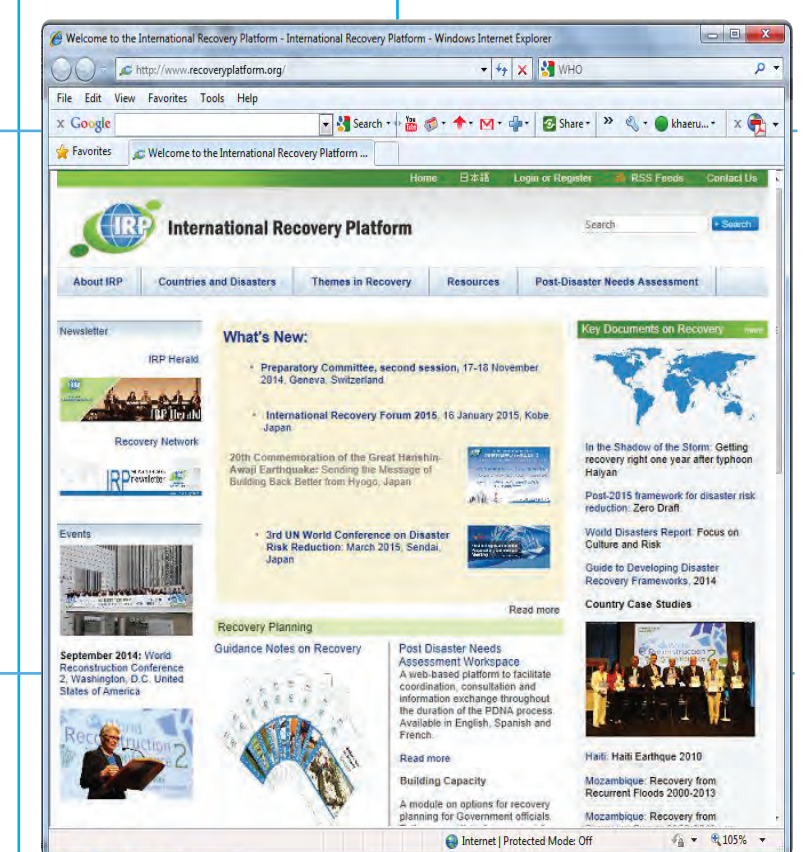 Welcome to the International Recovery Platform - International Recovery Platform - Windows Internet Explorer
http://www.recoveryplatform.org/
WHO
File Edit View Favorites Tools Help
x Google
Search
Share
khaeru...
x
Favorites
Welcome to the International Recovery Platform ...
Home 日本語 Login or Register RSS Feeds Contact Us
IRP International Recovery Platform
Search
Search
About IRP Countries and Disasters Themes in Recovery Resources Post-Disaster Needs Assessment
Newsletter
IRP Herald
IRP Herald
Recovery Network
IRP newsletter
Events
September 2014: World
Reconstruction Conference
2, Washington, D.C. United
States of America
What's New:
Preparatory Committee, second session, 17-18 November
2014, Geneva, Switzerland
International Recovery Forum 2015, 16 January 2015, Kobe,
Japan
20th Commemoration of the Great Hanshin-
Awaji Earthquake: Sending the Message of
Building Back Better from Hyogo, Japan
3rd UN World Conference on Disaster
Risk Reduction: March 2015, Sendai,
Japan
Read more
Recovery Planning
Guidance Notes on Recovery
Post Disaster Needs
Assessment Workspace
A web-based platform to facilitate
coordination, consultation and
information exchange throughout
the duration of the PDNA process.
Available in English, Spanish and
French.
Read more
Building Capacity
A module on options for recovery
planning for Government officials.
Key Documents on Recovery more
In the Shadow of the Storm: Getting
recovery right one year after typhoon
Haiyan
Post-2015 framework for disaster risk
reduction: Zero Draft
World Disasters Report: Focus on
Culture and Risk
Guide to Developing Disaster
Recovery Frameworks, 2014
Country Case Studies
Haiti: Haiti Earthque 2010
Mozambique: Recovery from
Recurrent Floods 2000-2013
Mozambique: Recovery from
Internet | Protected Mode: Off
105%